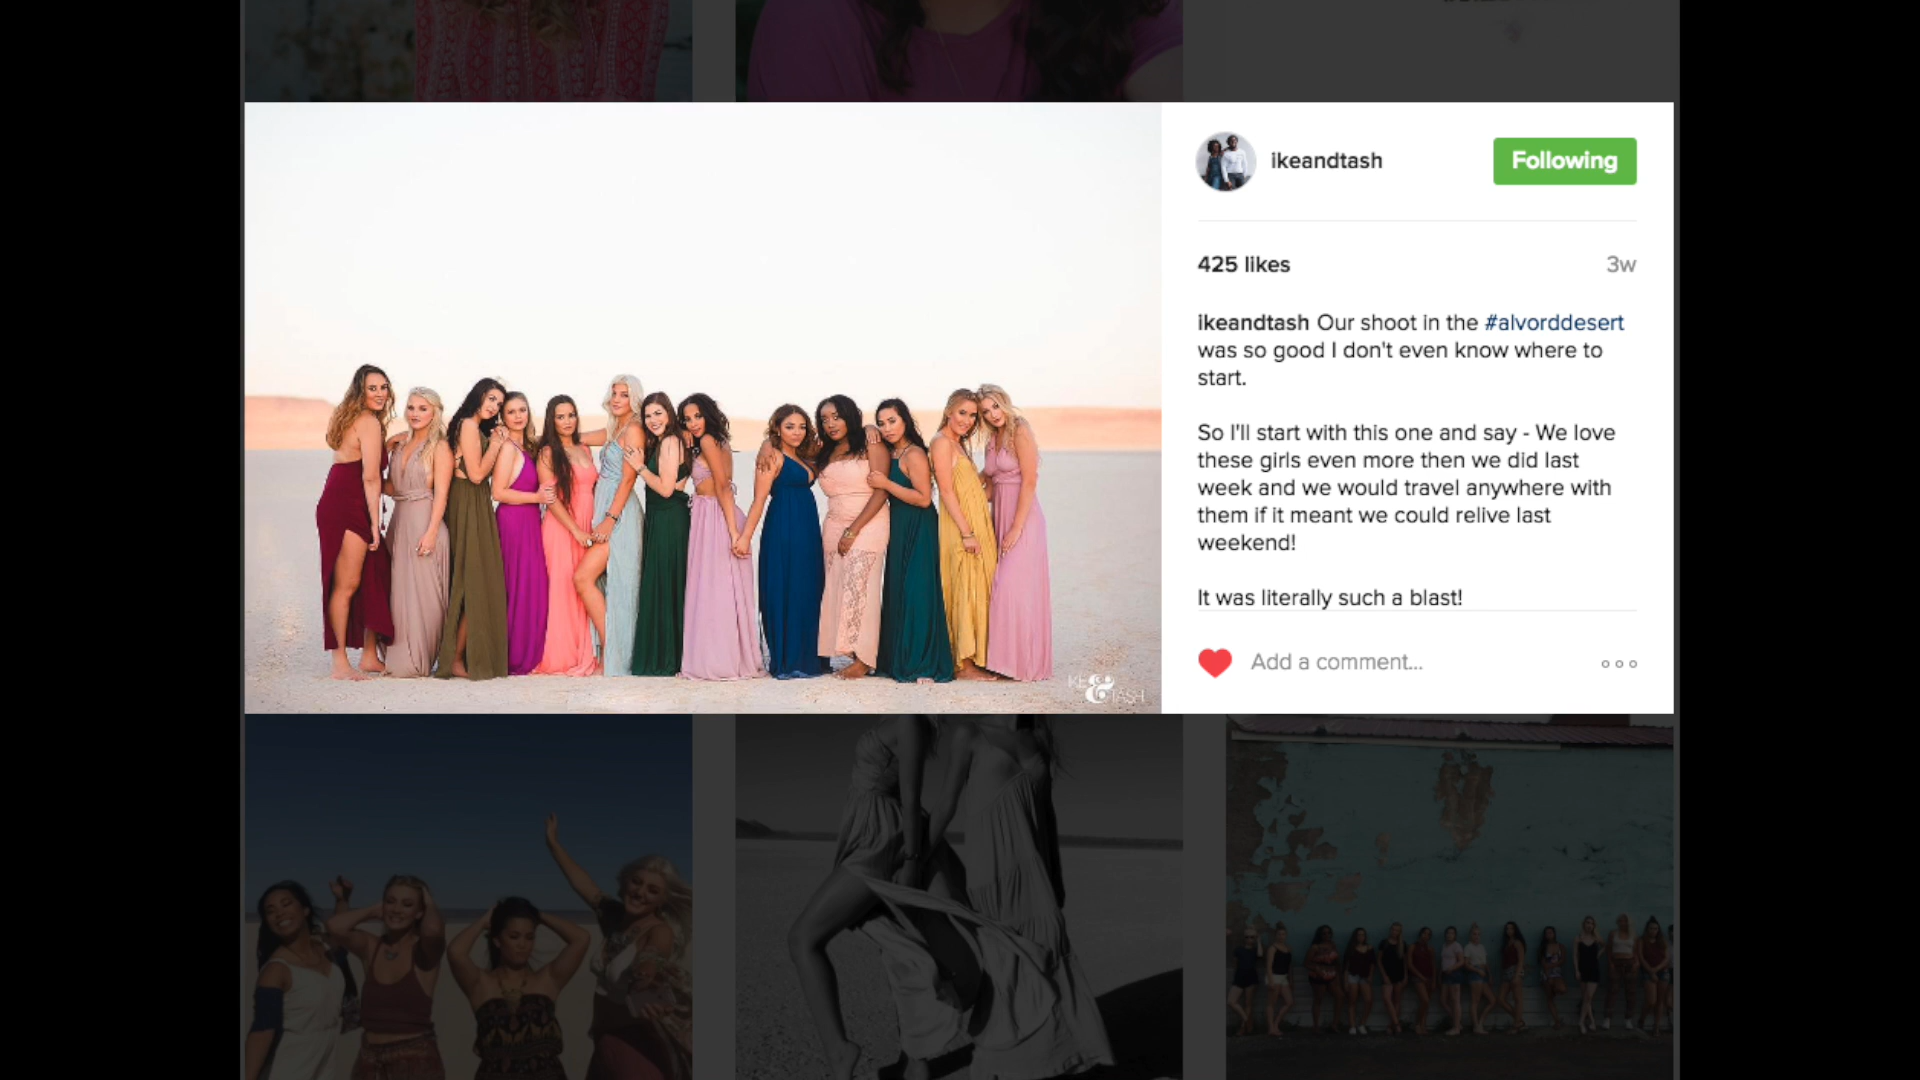 ikeandtash
Following
425 likes
3w
ikeandtash Our shoot in the #alvorddesert
was so good I don't even know where to
start.
So I'll start with this one and say - We love
these girls even more then we did last
week and we would travel anywhere with
them if it meant we could relive last
weekend!
It was literally such a blast!
Add a comment...
&
TASH